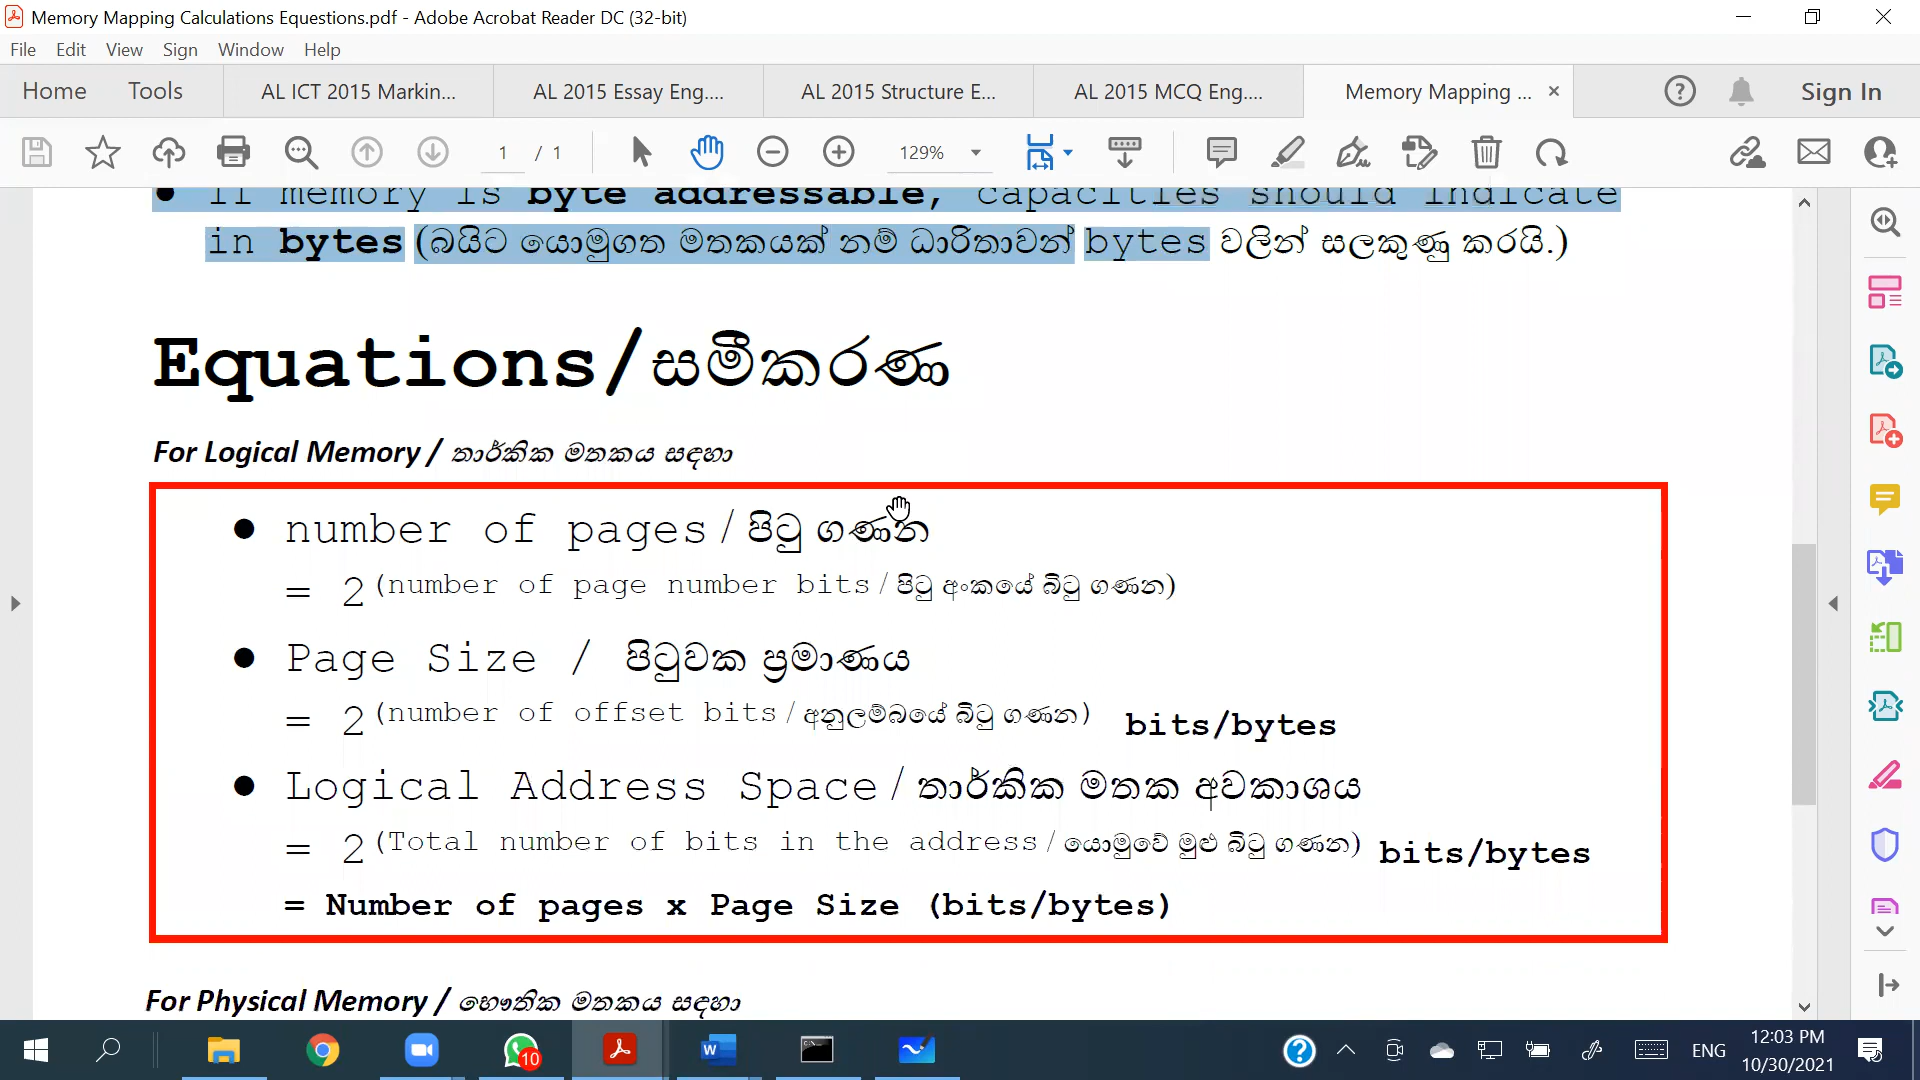 Memory Mapping Calculations Equestions.pdf - Adobe Acrobat Reader DC (32-bit)
File Edit View Sign Window Help
Home Tools AL ICT 2015 Markin... AL 2015 Essay Eng.... AL 2015 Structure E... AL 2015 MCQ Eng.... Memory Mapping ... × Sign In
1 / 1 129%
● If memory is byte addressable, capacities should indicate
in bytes (බයිට යොමුගත මතකයක් නම් ධාරිතාවන් bytes වලින් සලකුණු කරයි.)
Equations/සමීකරණ
For Logical Memory / තාර්කික මතකය සඳහා
● number of pages / පිටු ගණන
= 2 (number of page number bits / පිටු අංකයේ බිටු ගණන)
● Page Size / පිටුවක ප්‍රමාණය
= 2 (number of offset bits / අනුලම්බයේ බිටු ගණන) bits/bytes
● Logical Address Space / තාර්කික මතක අවකාශය
= 2 (Total number of bits in the address / යොමුවේ මුළු බිටු ගණන) bits/bytes
= Number of pages x Page Size (bits/bytes)
For Physical Memory / භෞතික මතකය සඳහා
10 ENG 12:03 PM
10/30/2021